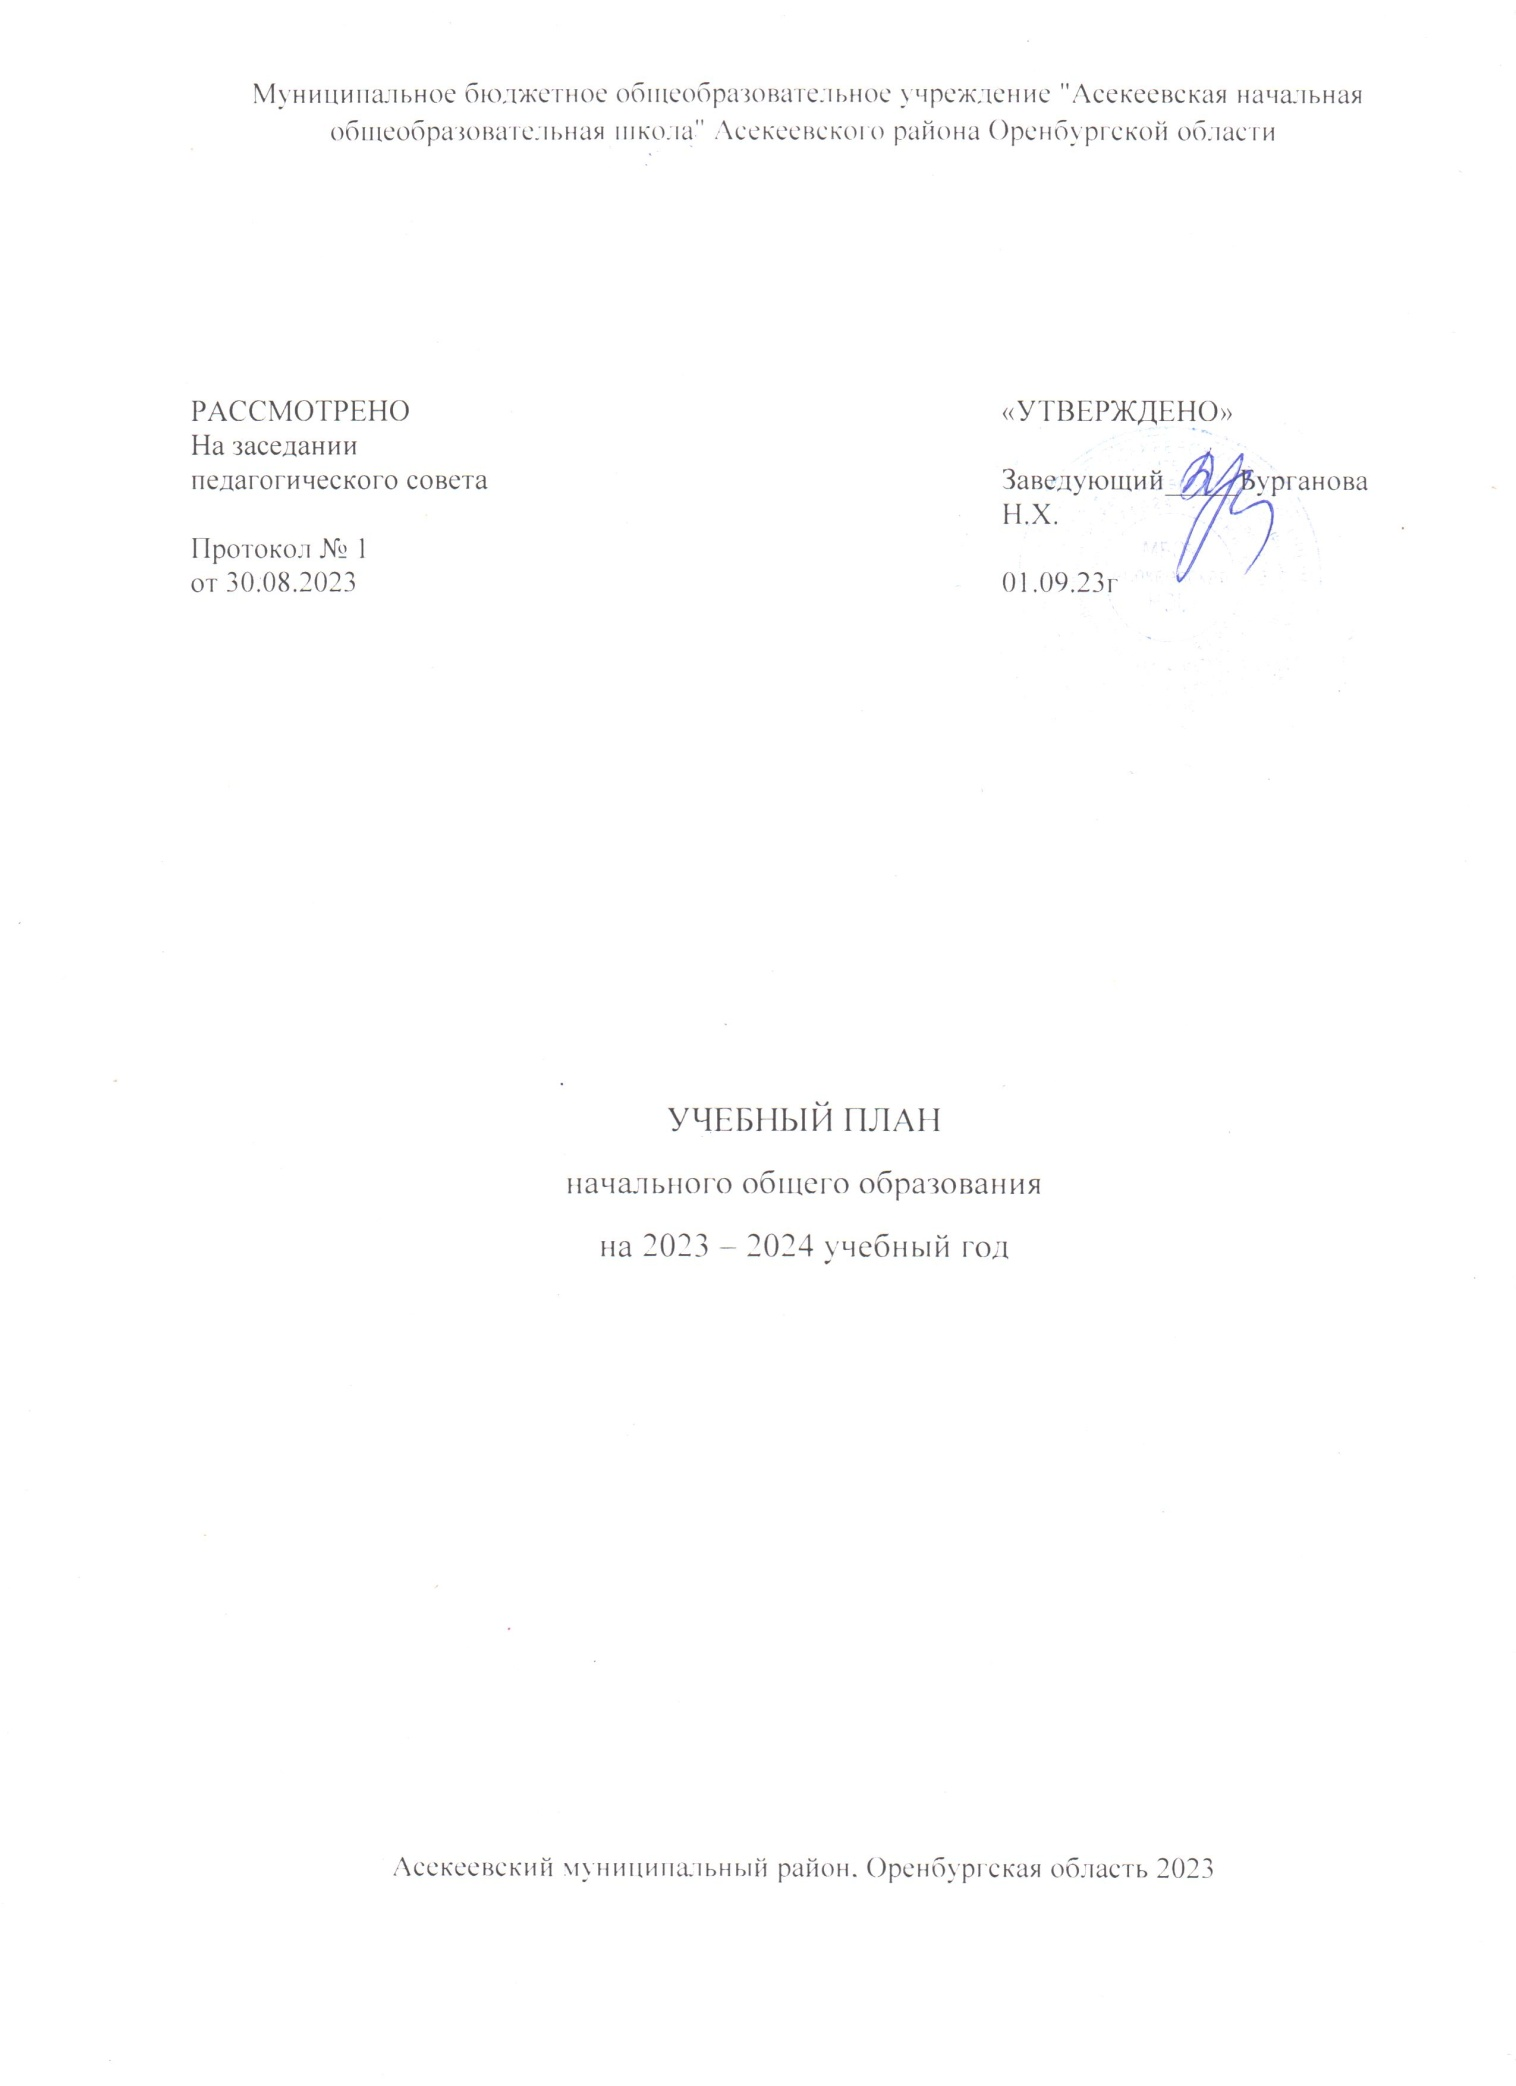 Муниципальное бюджетное общеобразовательное учреждение "Асекеевская начальная
общеобразовательная школа" Асекеевского района Оренбургской области
РАССМОТРЕНО
На заседании
педагогического совета
Протокол № 1
от 30.08.2023
«УТВЕРЖДЕНО»
Заведующий_____Бурганова
Н.Х.
01.09.23г
УЧЕБНЫЙ ПЛАН
начального общего образования
на 2023 – 2024 учебный год
Асекеевский муниципальный район. Оренбургская область 2023